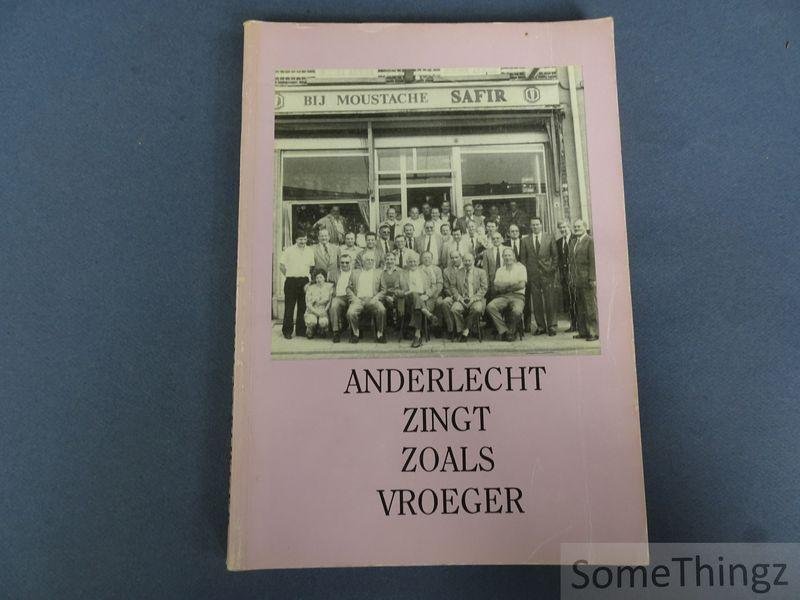 BIJ MOUSTACHE SAFIR
ANDERLECHT
ZINGT
ZOALS
VROEGER
SomeThingz